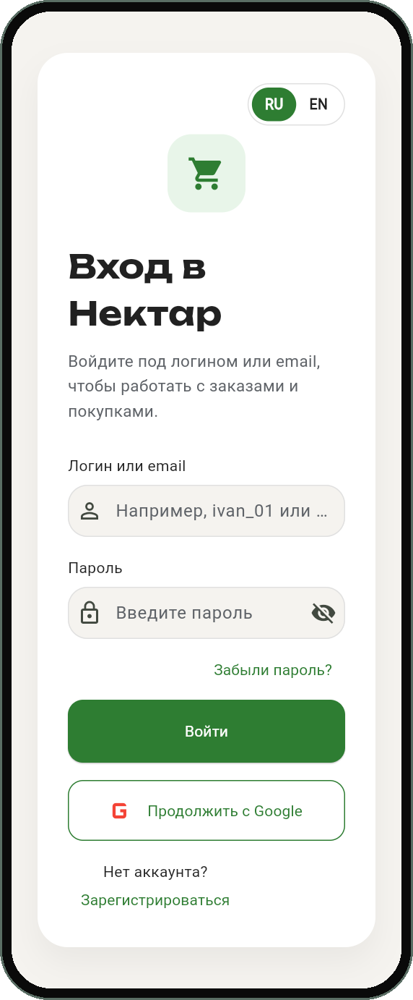 RU EN
Вход в
Нектар
Войдите под логином или email,
чтобы работать с заказами и
покупками.
Логин или email
Например, ivan_01 или …
Пароль
Введите пароль
Забыли пароль?
Войти
G Продолжить с Google
Нет аккаунта?
Зарегистрироваться